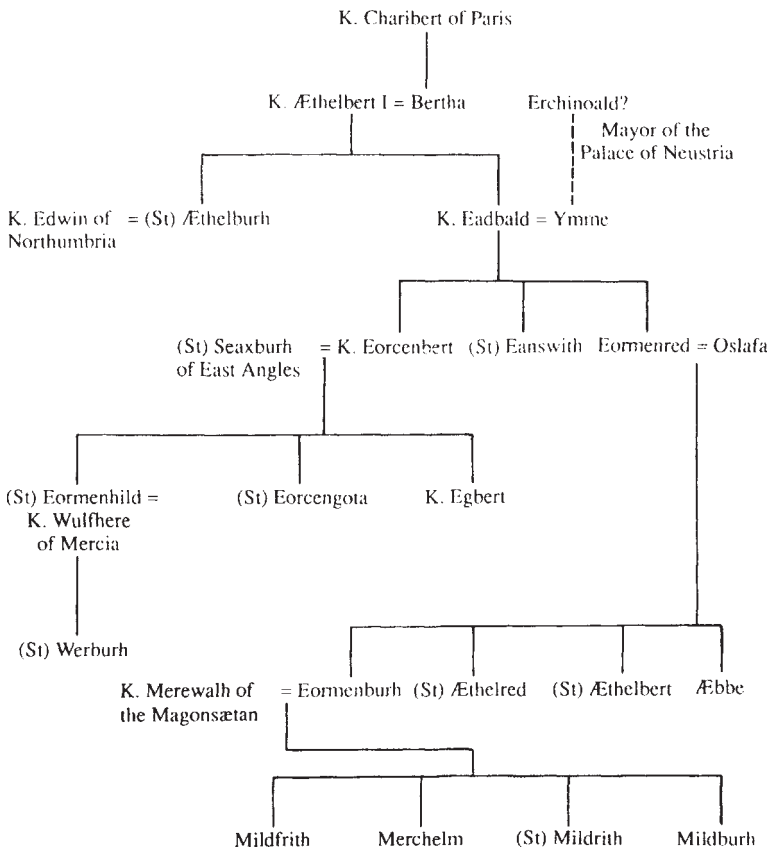 K. Charibert of Paris
K. Æthelbert I = Bertha
Erchinoald?
Mayor of the
Palace of Neustria
K. Edwin of = (St) Æthelburh
Northumbria
K. Eadbald = Ymme
(St) Seaxburh = K. Eorcenbert (St) Eanswith Eormenred = Oslafa
of East Angles
(St) Eormenhild = (St) Eorcengota K. Egbert
K. Wulfhere
of Mercia
(St) Werburh
K. Merewalh of = Eormenburh (St) Æthelred (St) Æthelbert Æbbe
the Magonsætan
Mildfrith Merchelm (St) Mildrith Mildburh